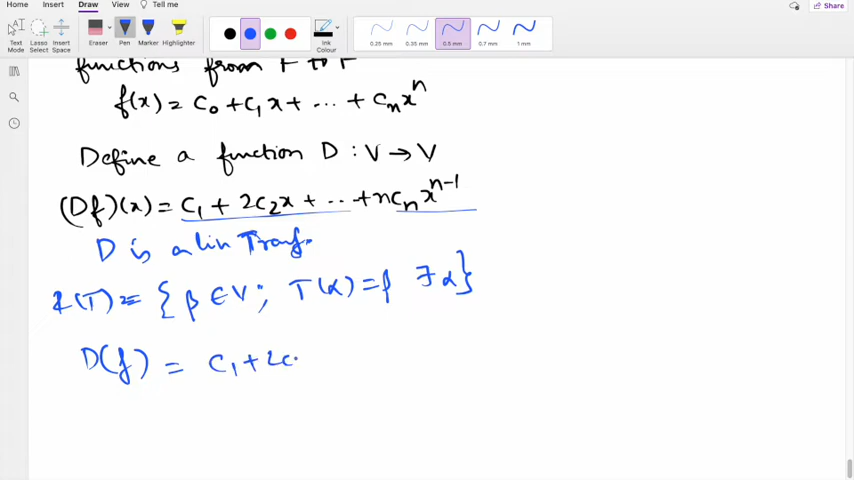 Home Insert Draw View Tell me Share
Text Mode Lasso Select Insert Space Eraser Pen Marker Highlighter Ink Colour 0.25 mm 0.35 mm 0.5 mm 0.7 mm 1 mm
functions from F to F
f(x) = c₀ + c₁x + ... + cₙxⁿ
Define a function D : V → V
(Df)(x) = c₁ + 2c₂x + ... + ncₙxⁿ⁻¹
D is a lin Tranf.
R(T) = { β ∈ V ; T(α) = β ∃ α }
D(f) = c₁ + 2c